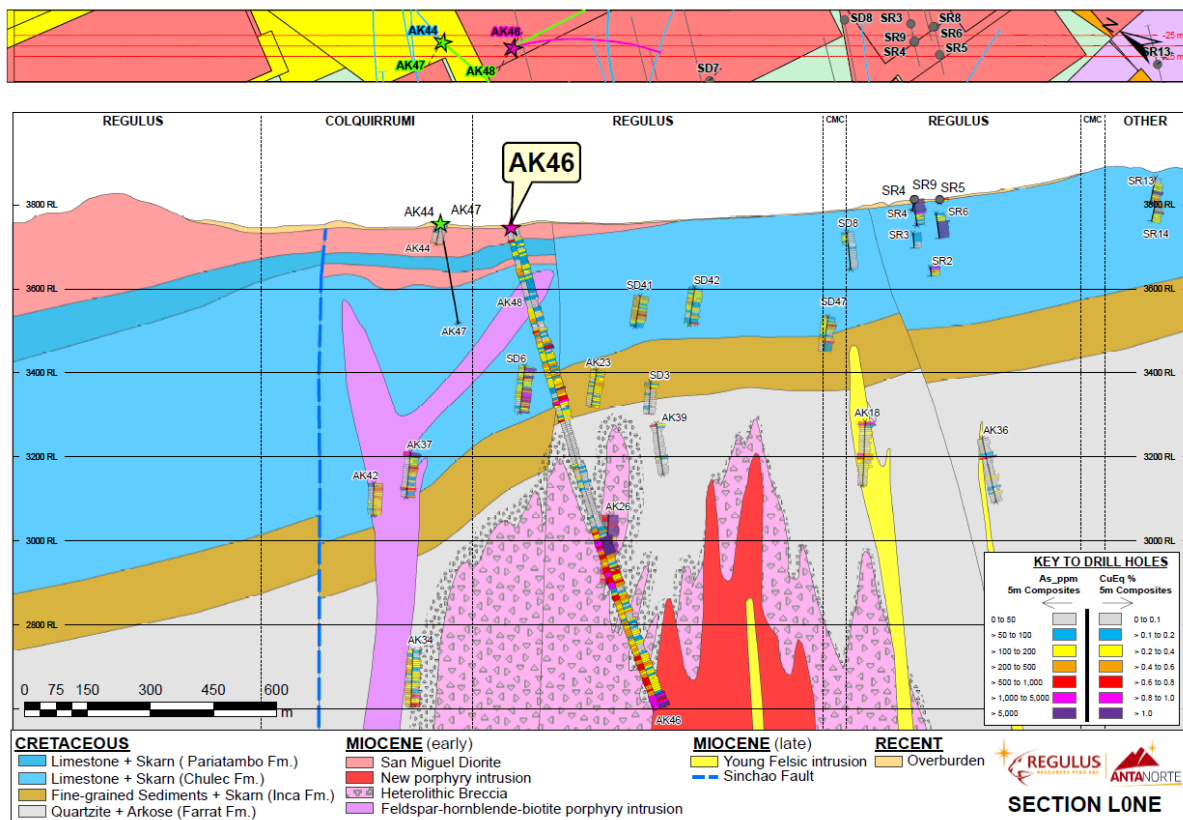 AK44
AK46
AK47
AK48
SD7
SD8
SR3
SR9
SR4
SR8
SR6
SR5
-25 m
N
SR13
REGULUS
COLQUIRRUMI
REGULUS
CMC
REGULUS
CMC
OTHER
AK46
3800 RL
3800 RL
AK44
AK47
AK44
SD8
SR4
SR9
SR5
SR4
SR6
SR3
SR2
SR13
SR14
3600 RL
3600 RL
AK48
AK47
SD41
SD42
SD47
3400 RL
3400 RL
SD6
AK23
SD3
AK39
AK18
AK36
3200 RL
3200 RL
AK37
AK42
AK26
3000 RL
3000 RL
2800 RL
AK34
AK46
0 75 150 300 450 600
m
KEY TO DRILL HOLES
As_ppm CuEq %
5m Composites 5m Composites
0 to 50 0 to 0.1
> 50 to 100 > 0.1 to 0.2
> 100 to 200 > 0.2 to 0.4
> 200 to 500 > 0.4 to 0.6
> 500 to 1,000 > 0.6 to 0.8
> 1,000 to 5,000 > 0.8 to 1.0
> 5,000 > 1.0
CRETACEOUS
Limestone + Skarn ( Pariatambo Fm.)
Limestone + Skarn (Chulec Fm.)
Fine-grained Sediments + Skarn (Inca Fm.)
Quartzite + Arkose (Farrat Fm.)
MIOCENE (early)
San Miguel Diorite
New porphyry intrusion
Heterolithic Breccia
Feldspar-hornblende-biotite porphyry intrusion
MIOCENE (late)
Young Felsic intrusion
Sinchao Fault
RECENT
Overburden
REGULUS
RESOURCES PERÚ SAC
ANTANORTE
SECTION L0NE